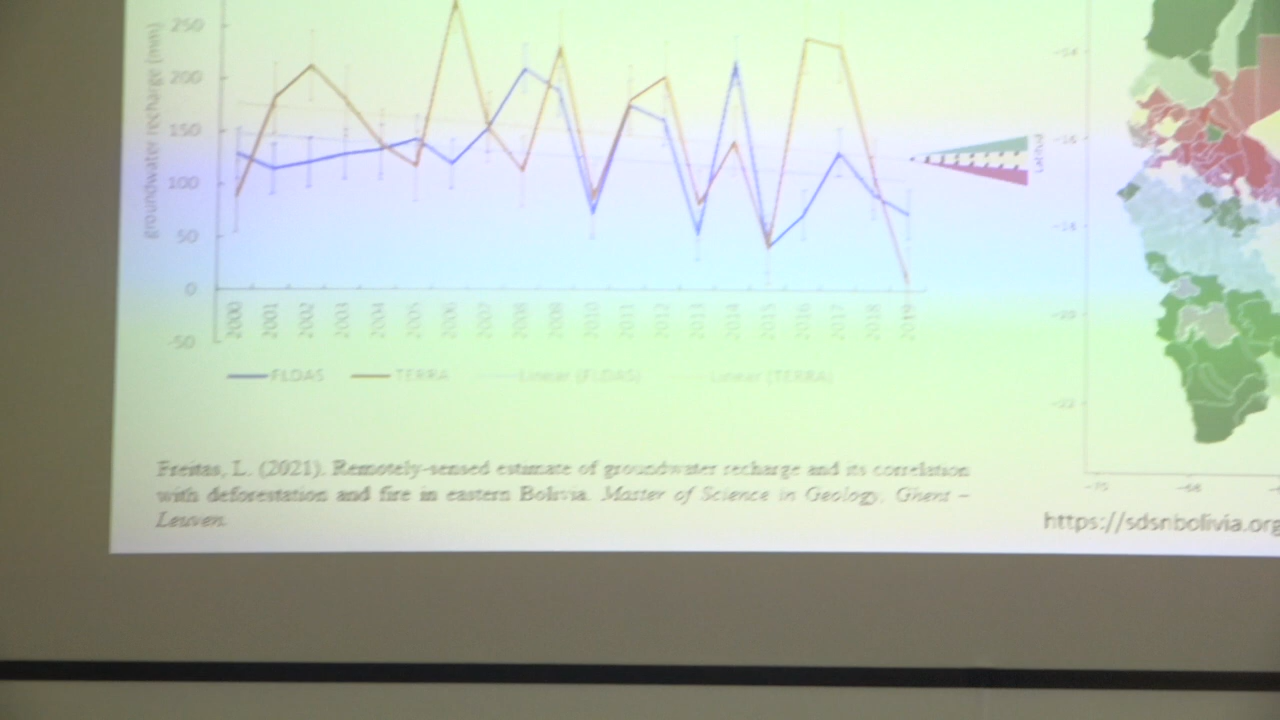 groundwater recharge (mm)
250
200
150
100
50
0
-50
2000 2001 2002 2003 2004 2005 2006 2007 2008 2009 2010 2011 2012 2013 2014 2015 2016 2017 2018 2019
FLDAS TERRA Linear (FLDAS) Linear (TERRA)
Freitas, L. (2021). Remotely-sensed estimate of groundwater recharge and its correlation
with deforestation and fire in eastern Bolivia. Master of Science in Geology. Ghent –
Leuven.
-14
-16
-18
-20
-22
-70 -68
https://sdsnbolivia.org